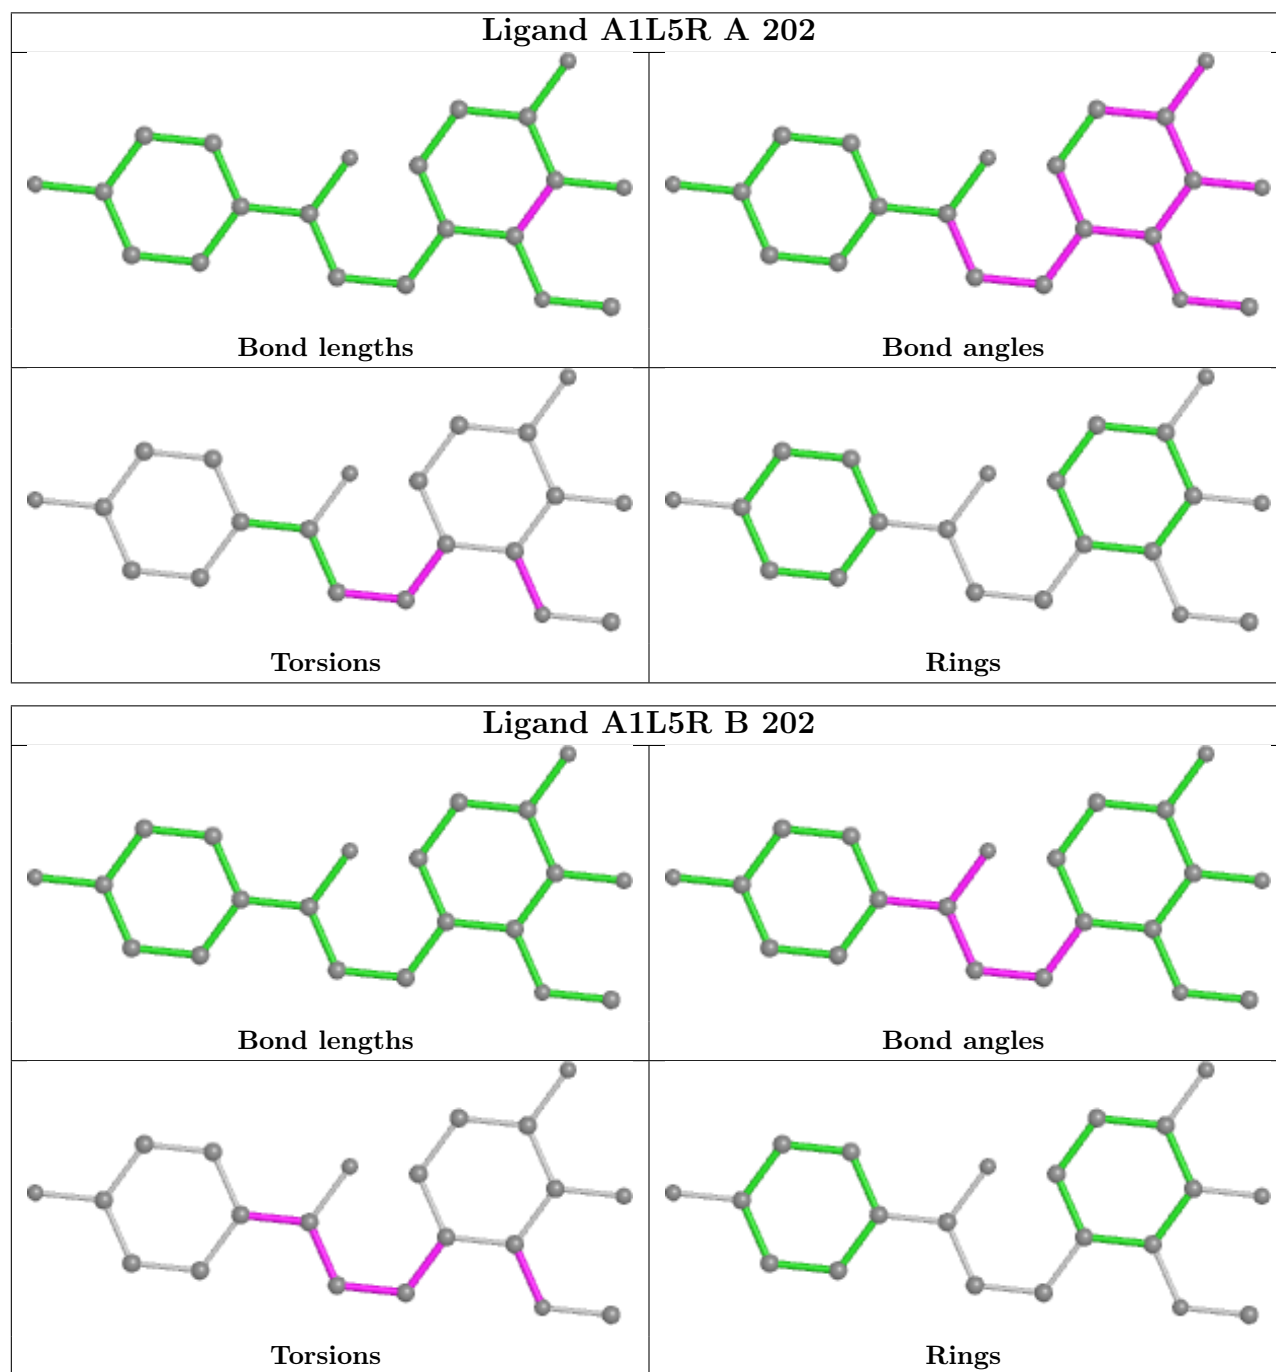 Ligand A1L5R A 202
Bond lengths
Bond angles
Torsions
Rings
Ligand A1L5R B 202
Bond lengths
Bond angles
Torsions
Rings